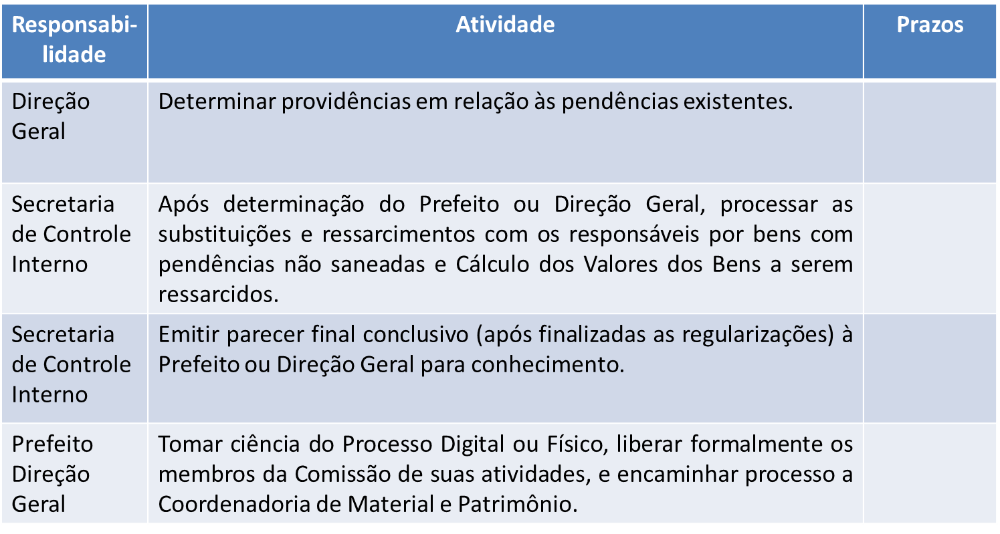 Responsabi-
lidade
Atividade
Prazos
Direção
Geral
Determinar providências em relação às pendências existentes.
Secretaria
de Controle
Interno
Após determinação do Prefeito ou Direção Geral, processar as
substituições e ressarcimentos com os responsáveis por bens com
pendências não saneadas e Cálculo dos Valores dos Bens a serem
ressarcidos.
Secretaria
de Controle
Interno
Emitir parecer final conclusivo (após finalizadas as regularizações) à
Prefeito ou Direção Geral para conhecimento.
Prefeito
Direção
Geral
Tomar ciência do Processo Digital ou Físico, liberar formalmente os
membros da Comissão de suas atividades, e encaminhar processo a
Coordenadoria de Material e Patrimônio.